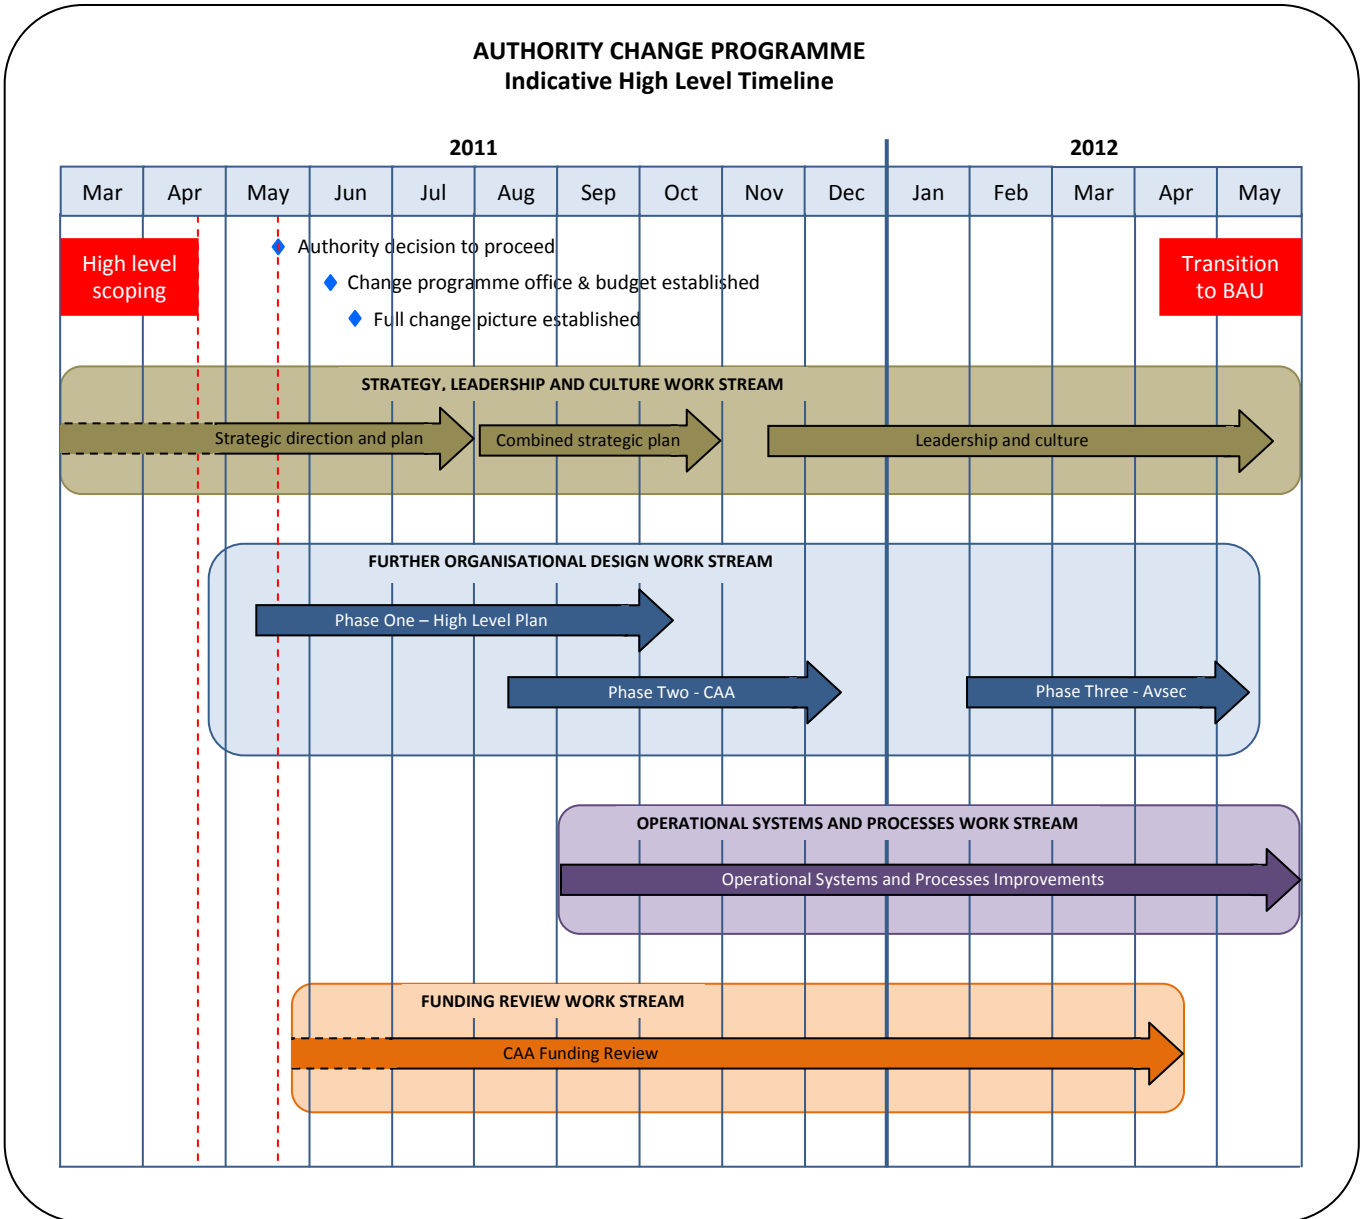 AUTHORITY CHANGE PROGRAMME
Indicative High Level Timeline
2011 2012
Mar Apr May Jun Jul Aug Sep Oct Nov Dec Jan Feb Mar Apr May
High level
scoping
Authority decision to proceed
Change programme office & budget established
Full change picture established
Transition
to BAU
STRATEGY, LEADERSHIP AND CULTURE WORK STREAM
Strategic direction and plan
Combined strategic plan
Leadership and culture
FURTHER ORGANISATIONAL DESIGN WORK STREAM
Phase One – High Level Plan
Phase Two - CAA
Phase Three - Avsec
OPERATIONAL SYSTEMS AND PROCESSES WORK STREAM
Operational Systems and Processes Improvements
FUNDING REVIEW WORK STREAM
CAA Funding Review